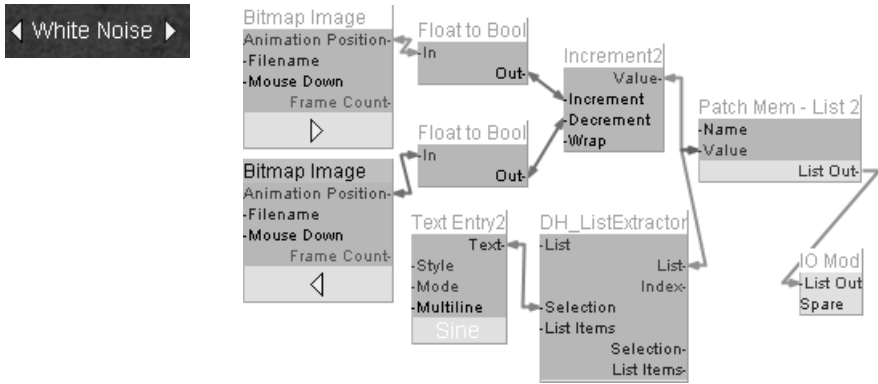 White Noise
Bitmap Image
Animation Position-
-Filename
-Mouse Down
Frame Count-
Float to Bool
-In
Out-
Increment2
Value-
-Increment
-Decrement
-Wrap
Patch Mem - List 2
-Name
-Value
List Out-
Float to Bool
-In
Out-
Bitmap Image
Animation Position-
-Filename
-Mouse Down
Frame Count-
Text Entry2
Text-
-Style
-Mode
-Multiline
Sine
DH_ListExtractor
-List
List-
Index-
-Selection
-List Items
Selection-
List Items-
IO Mod
-List Out
Spare